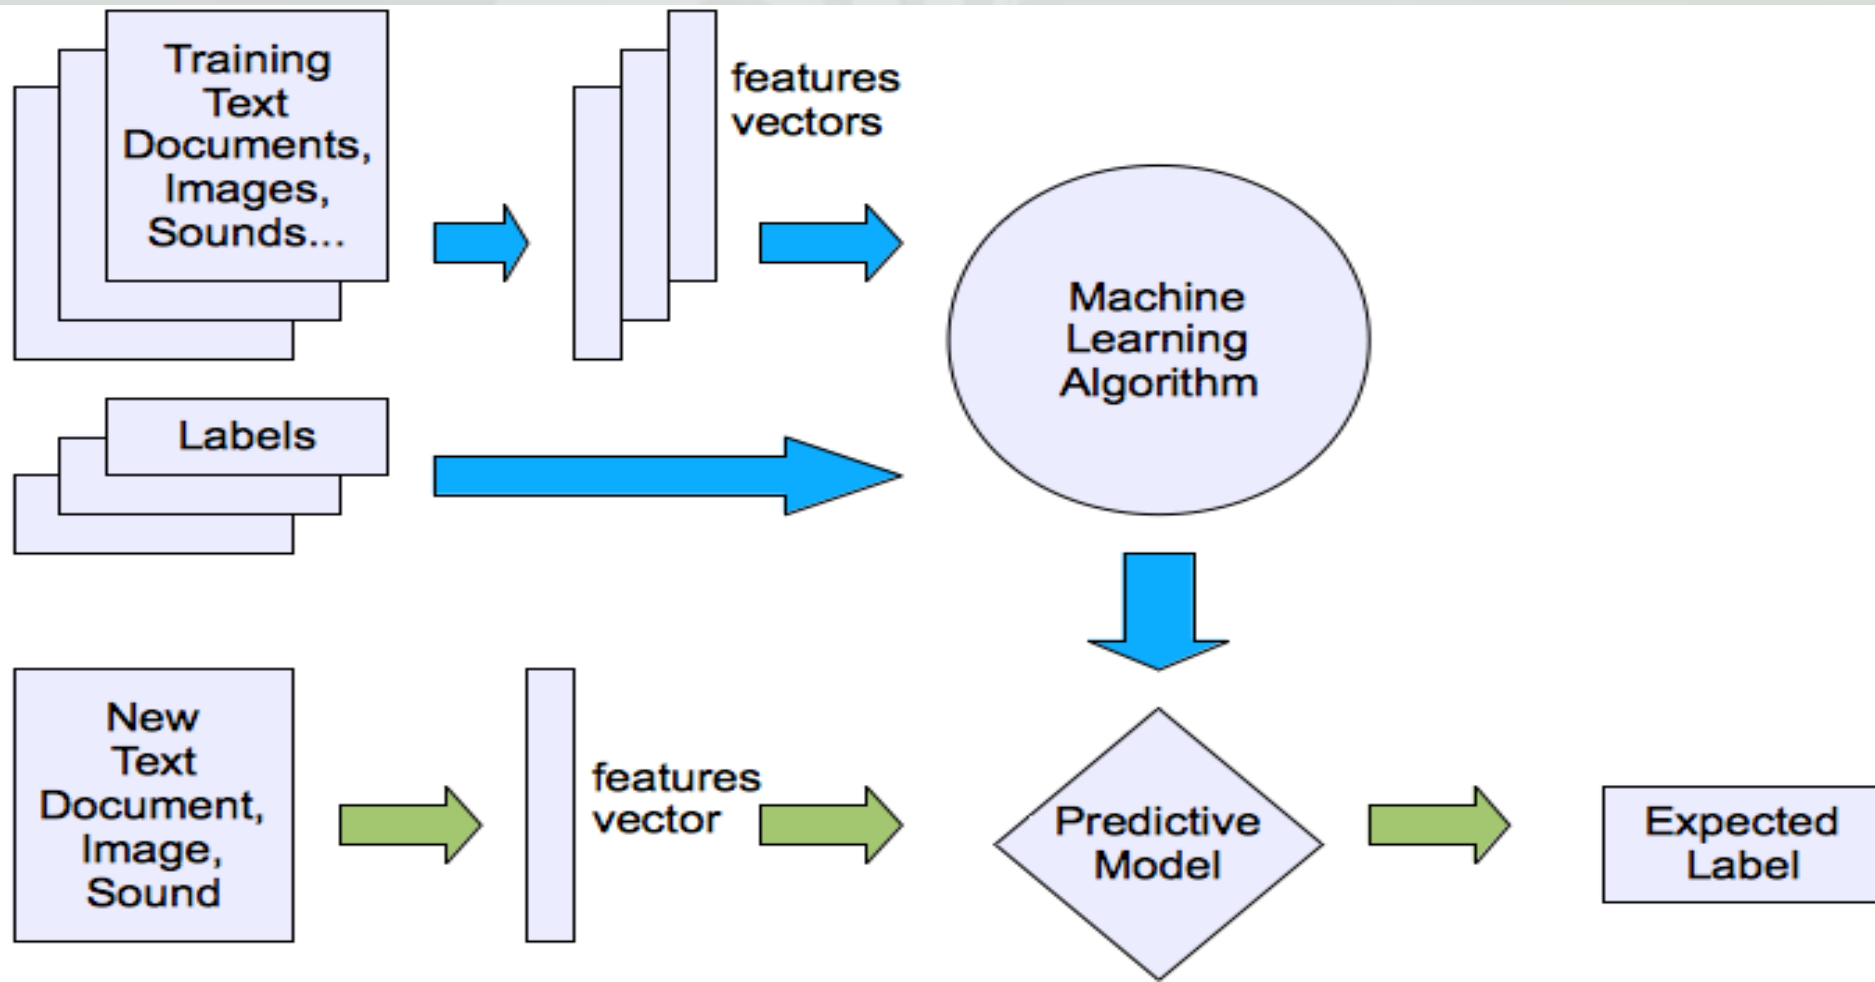 Training
Text
Documents,
Images,
Sounds...
features
vectors
Machine
Learning
Algorithm
Labels
New
Text
Document,
Image,
Sound
features
vector
Predictive
Model
Expected
Label